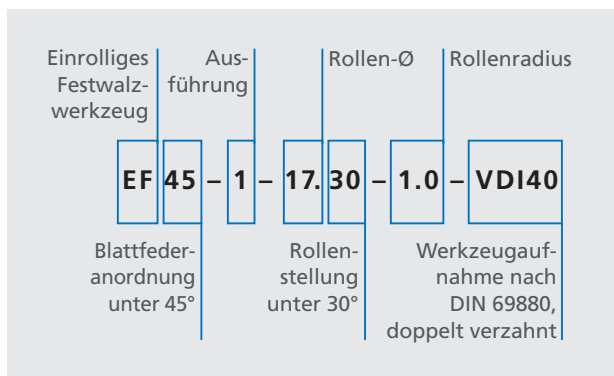 Einrolliges
Festwalz-
werkzeug
Aus-
führung
Rollen-Ø
Rollenradius
EF 45 – 1 – 17. 30 – 1.0 – VDI40
Blattfeder-
anordnung
unter 45°
Rollen-
stellung
unter 30°
Werkzeugauf-
nahme nach
DIN 69880,
doppelt verzahnt